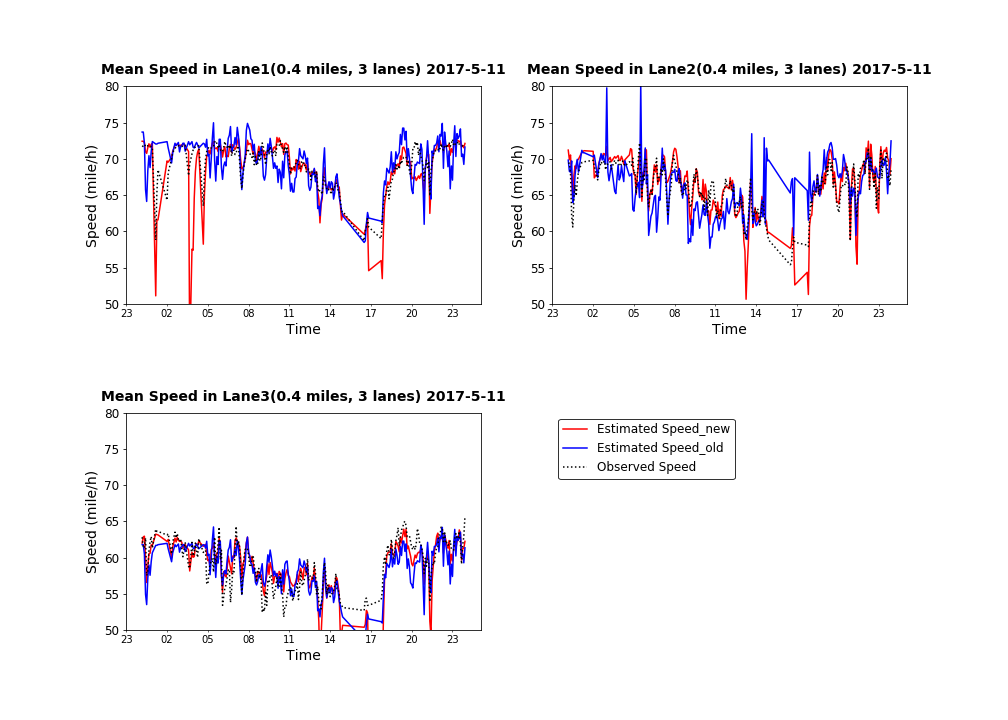 Mean Speed in Lane1(0.4 miles, 3 lanes) 2017-5-11
80
75
70
65
60
55
50
Speed (mile/h)
23 02 05 08 11 14 17 20 23
Time
Mean Speed in Lane2(0.4 miles, 3 lanes) 2017-5-11
80
75
70
65
60
55
50
Speed (mile/h)
23 02 05 08 11 14 17 20 23
Time
Mean Speed in Lane3(0.4 miles, 3 lanes) 2017-5-11
80
75
70
65
60
55
50
Speed (mile/h)
23 02 05 08 11 14 17 20 23
Time
Estimated Speed_new
Estimated Speed_old
Observed Speed